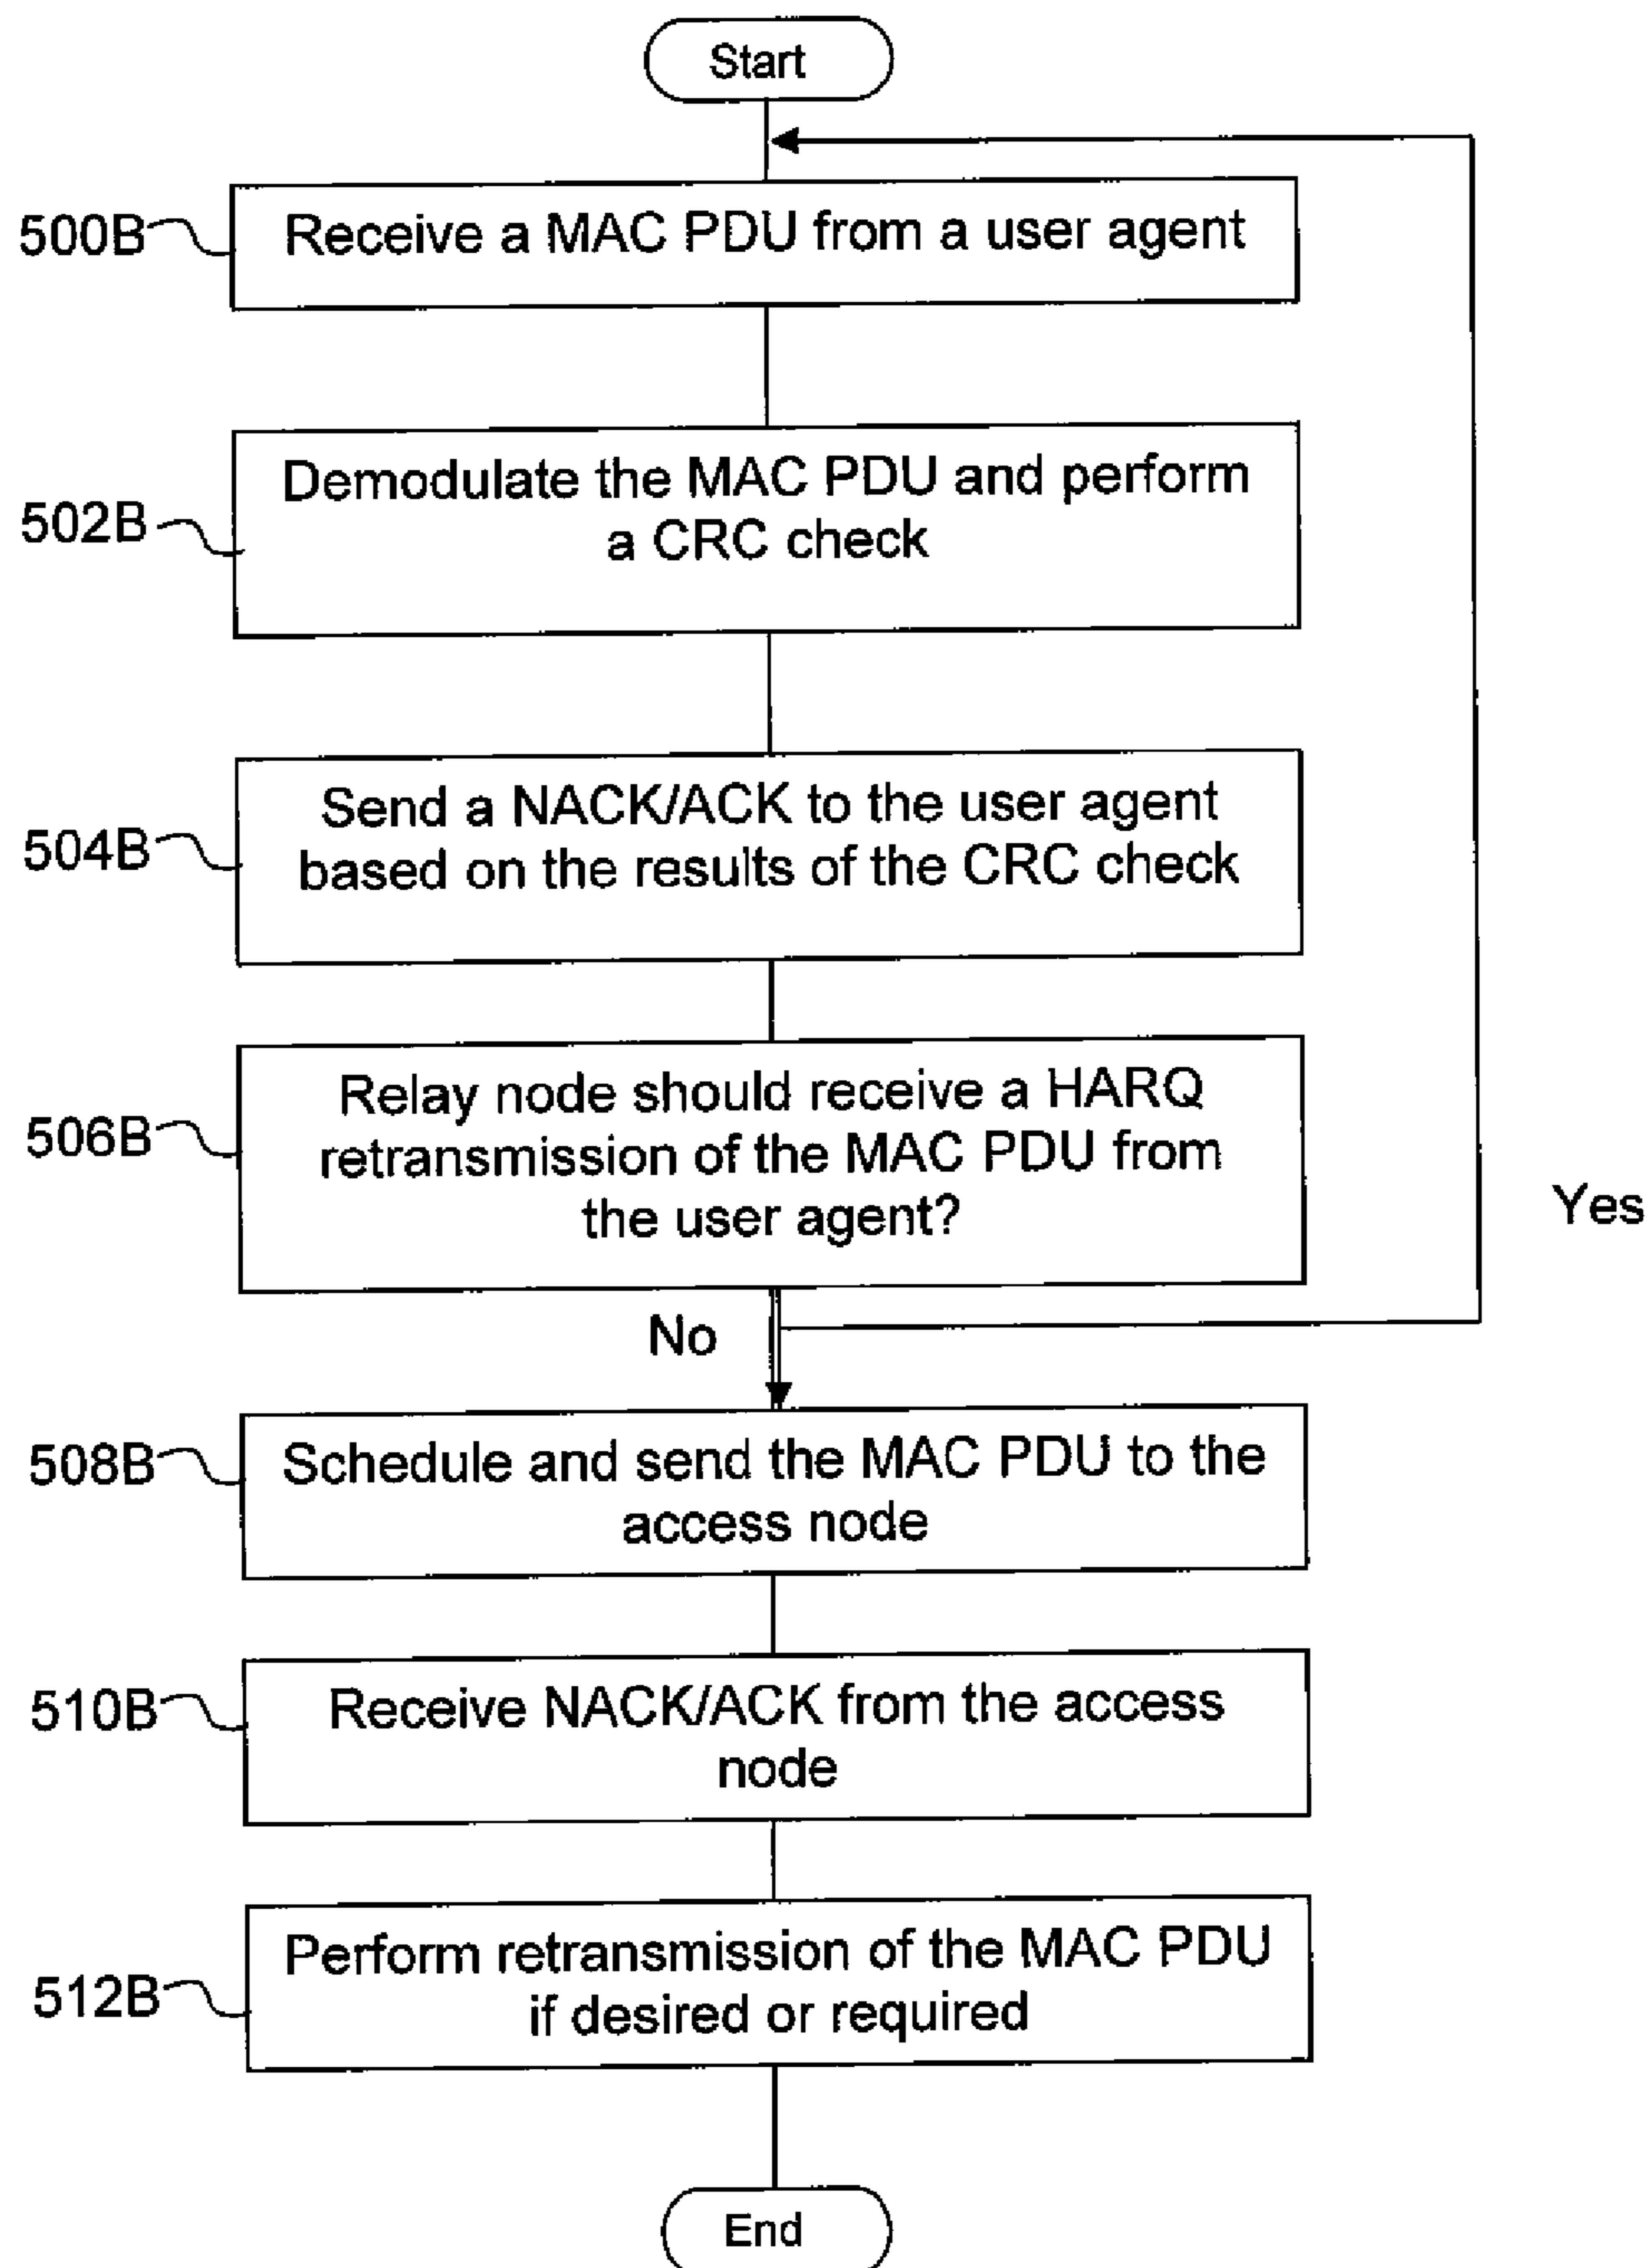 Start
500B
Receive a MAC PDU from a user agent
502B
Demodulate the MAC PDU and perform
a CRC check
504B
Send a NACK/ACK to the user agent
based on the results of the CRC check
506B
Relay node should receive a HARQ
retransmission of the MAC PDU from
the user agent?
Yes
No
508B
Schedule and send the MAC PDU to the
access node
510B
Receive NACK/ACK from the access
node
512B
Perform retransmission of the MAC PDU
if desired or required
End